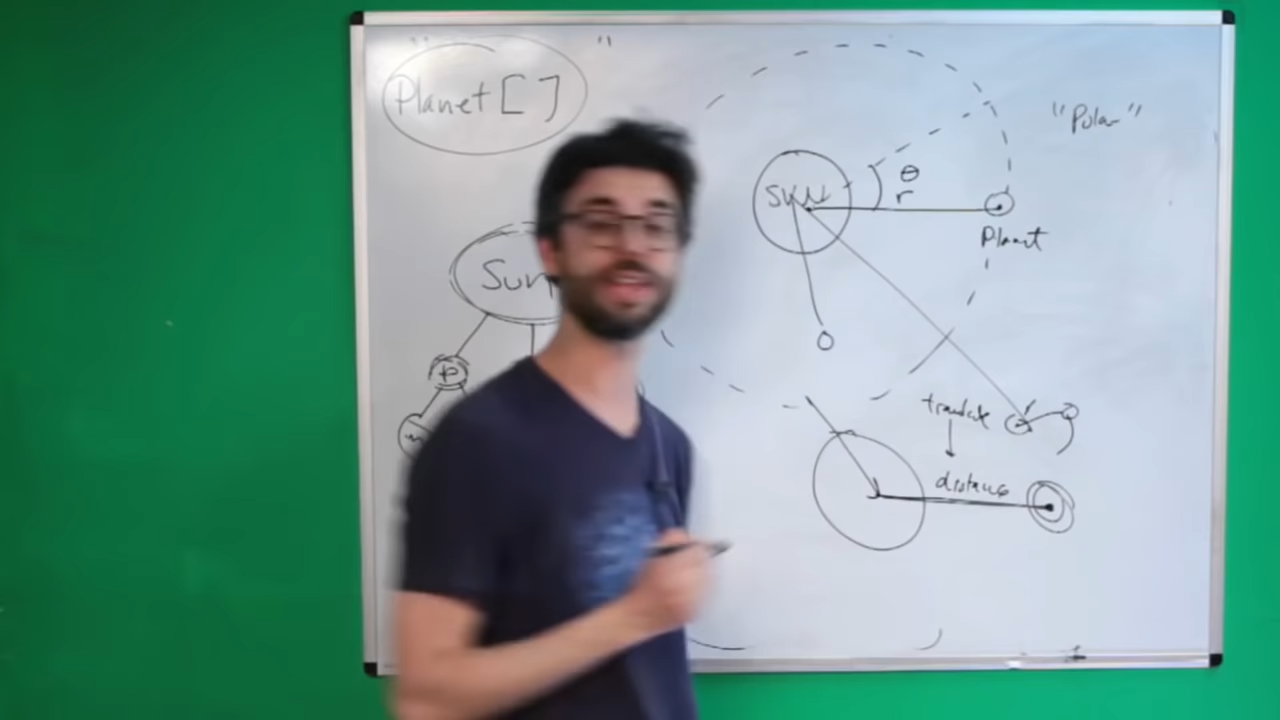 Planet [ ]
Sun
P
"Polar"
Sun
θ
r
Planet
translate
distance